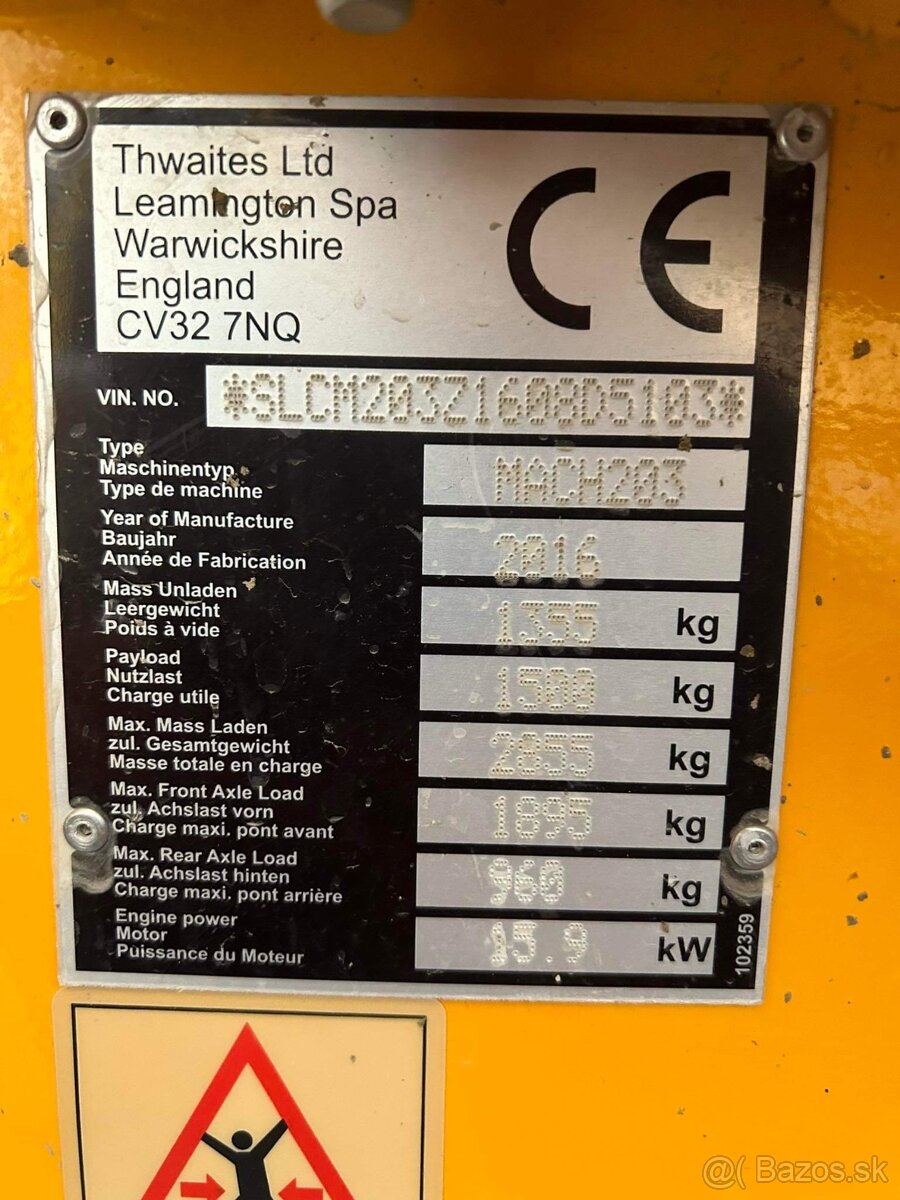 Thwaites Ltd
Leamington Spa
Warwickshire
England
CV32 7NQ
CE
VIN. NO. *SLCM203Z1608D5103*
Type
Maschinentyp
Type de machine
MACH203
Year of Manufacture
Baujahr
Année de Fabrication
2016
Mass Unladen
Leergewicht
Poids à vide
1355 kg
Payload
Nutzlast
Charge utile
1500 kg
Max. Mass Laden
zul. Gesamtgewicht
Masse totale en charge
2855 kg
Max. Front Axle Load
zul. Achslast vorn
Charge maxi. pont avant
1895 kg
Max. Rear Axle Load
zul. Achslast hinten
Charge maxi. pont arrière
960 kg
Engine power
Motor
Puissance du Moteur
15.9 kW
102359
@( Bazos.sk